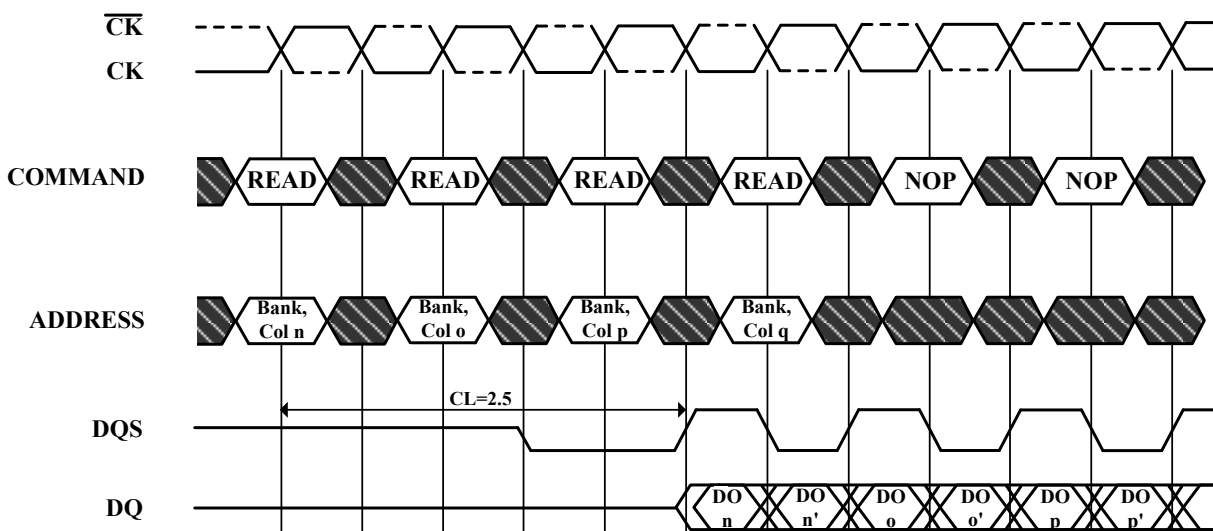 CK
CK
COMMAND READ READ READ READ NOP NOP
ADDRESS Bank, Col n Bank, Col o Bank, Col p Bank, Col q
CL=2.5
DQS
DQ DO n DO n' DO o DO o' DO p DO p'